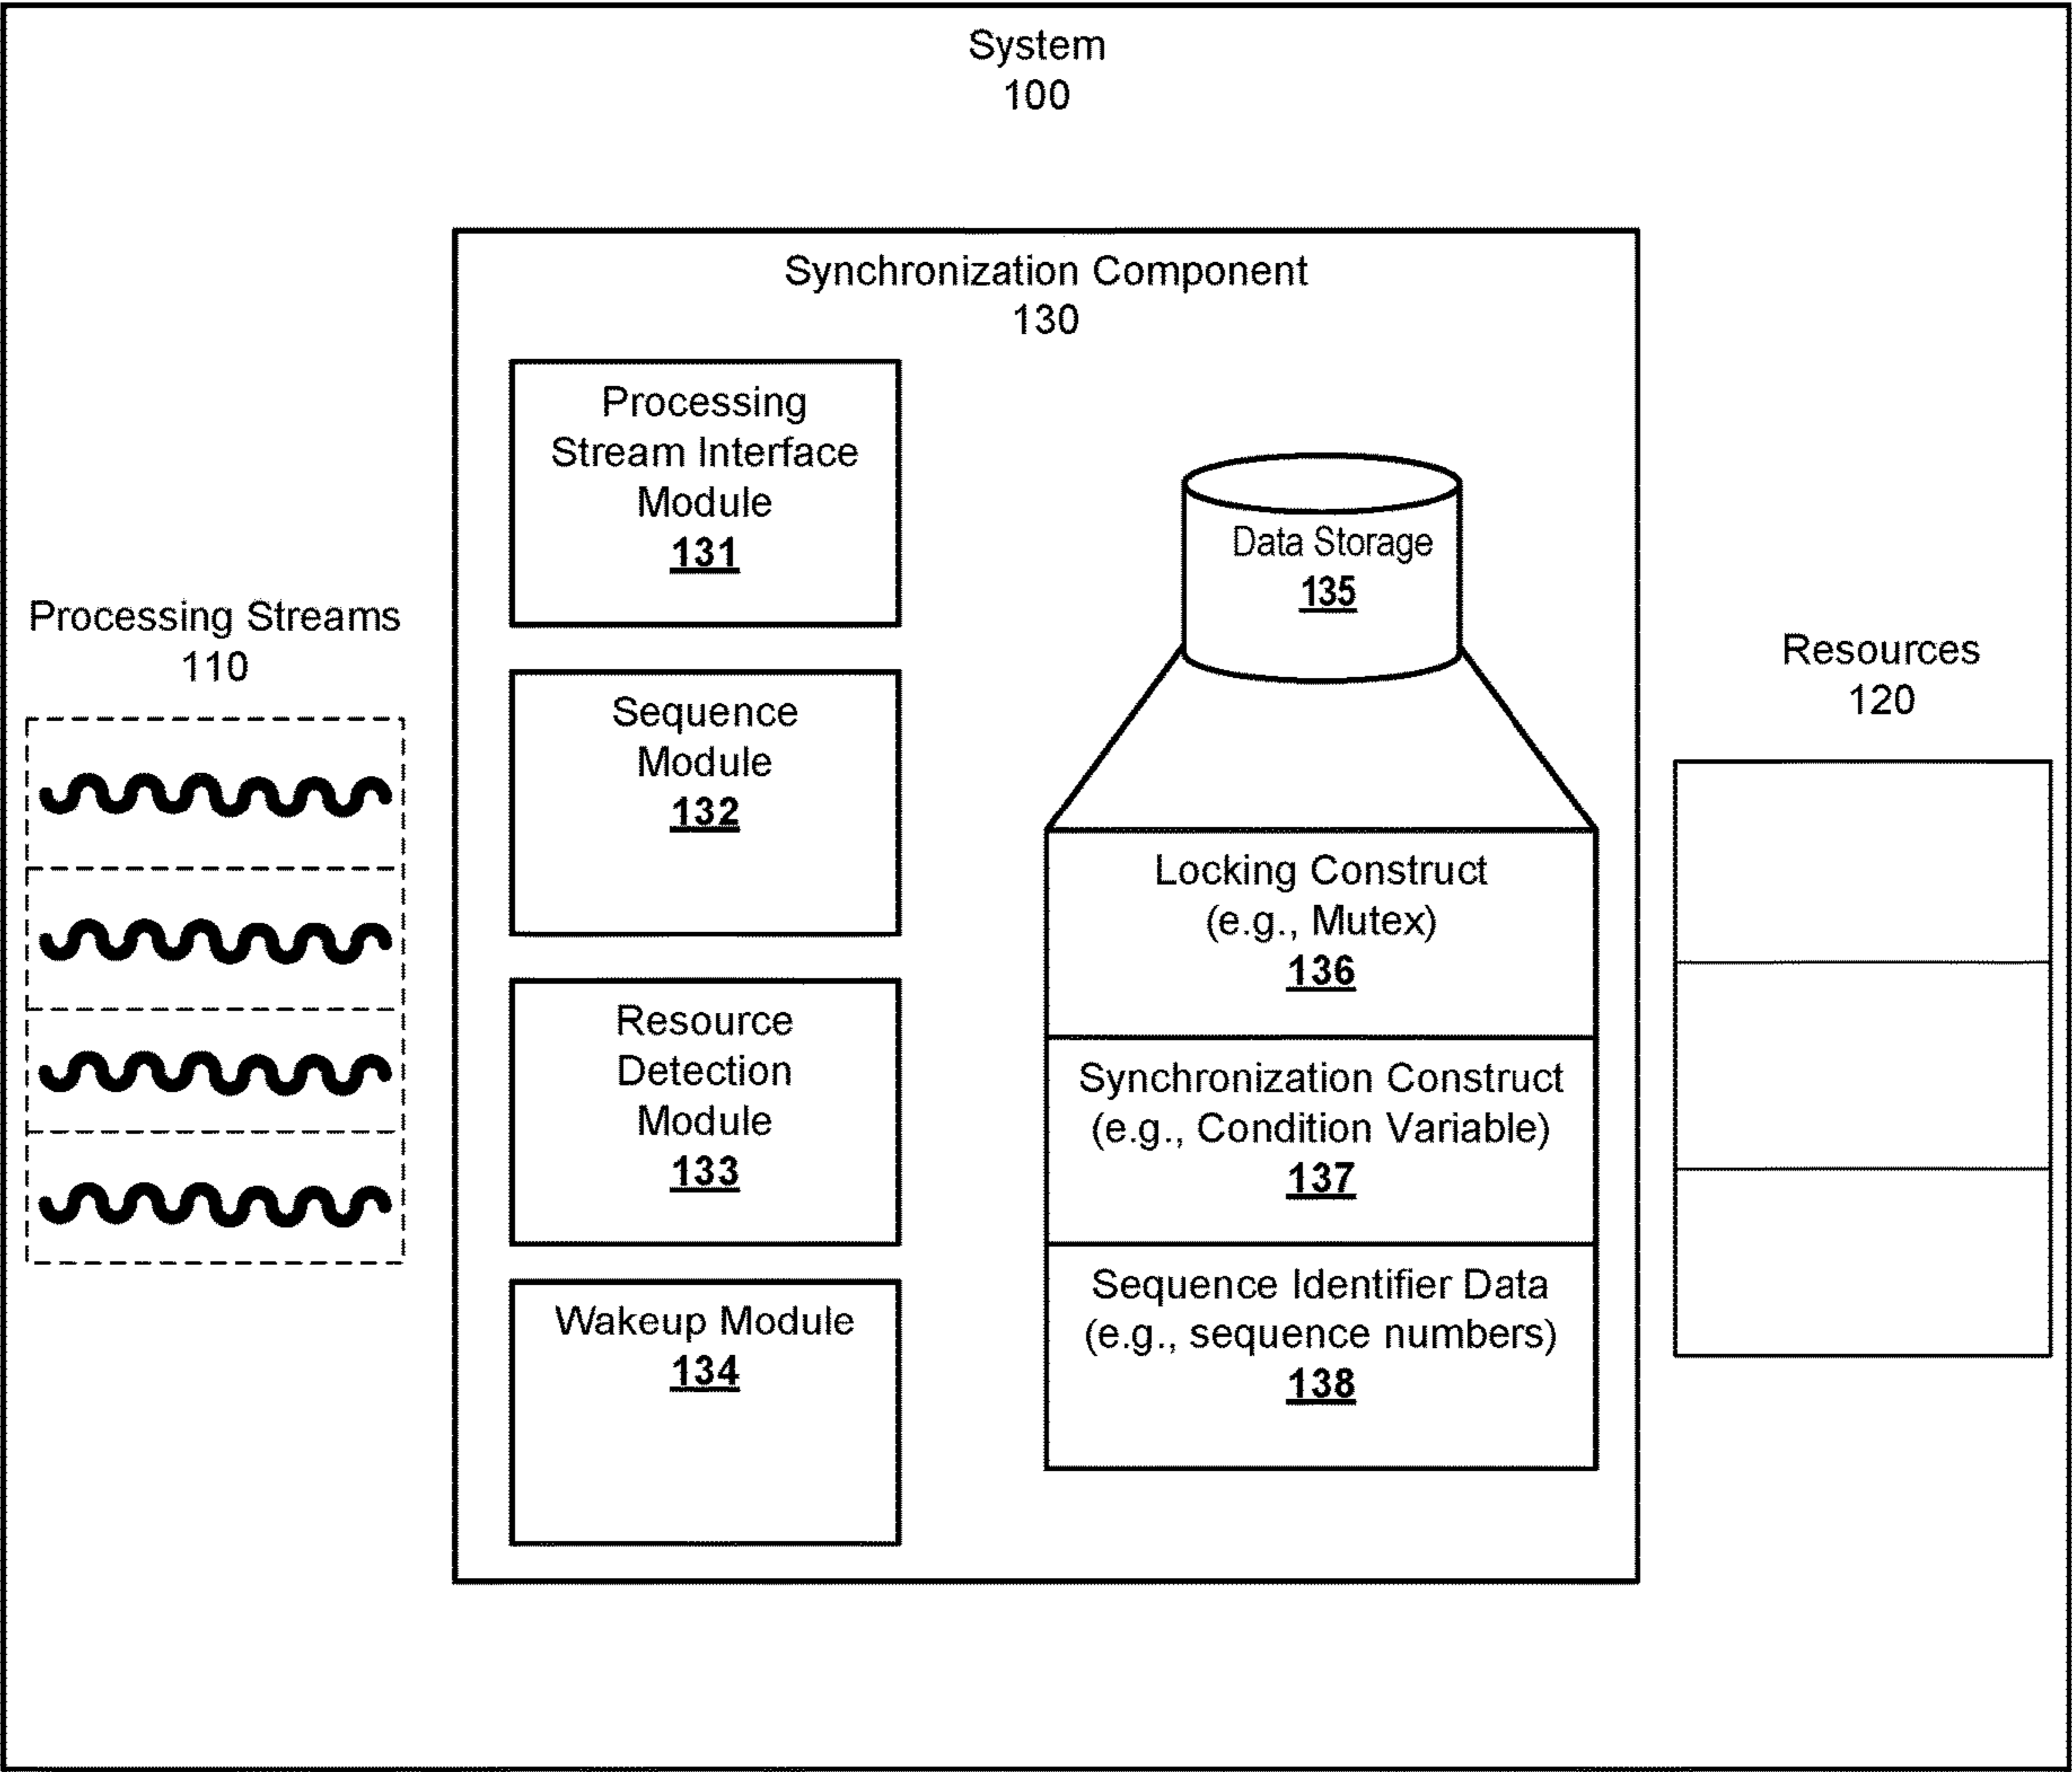 System
100
Synchronization Component
130
Processing
Stream Interface
Module
131
Sequence
Module
132
Resource
Detection
Module
133
Wakeup Module
134
Data Storage
135
Locking Construct
(e.g., Mutex)
136
Synchronization Construct
(e.g., Condition Variable)
137
Sequence Identifier Data
(e.g., sequence numbers)
138
Processing Streams
110
Resources
120